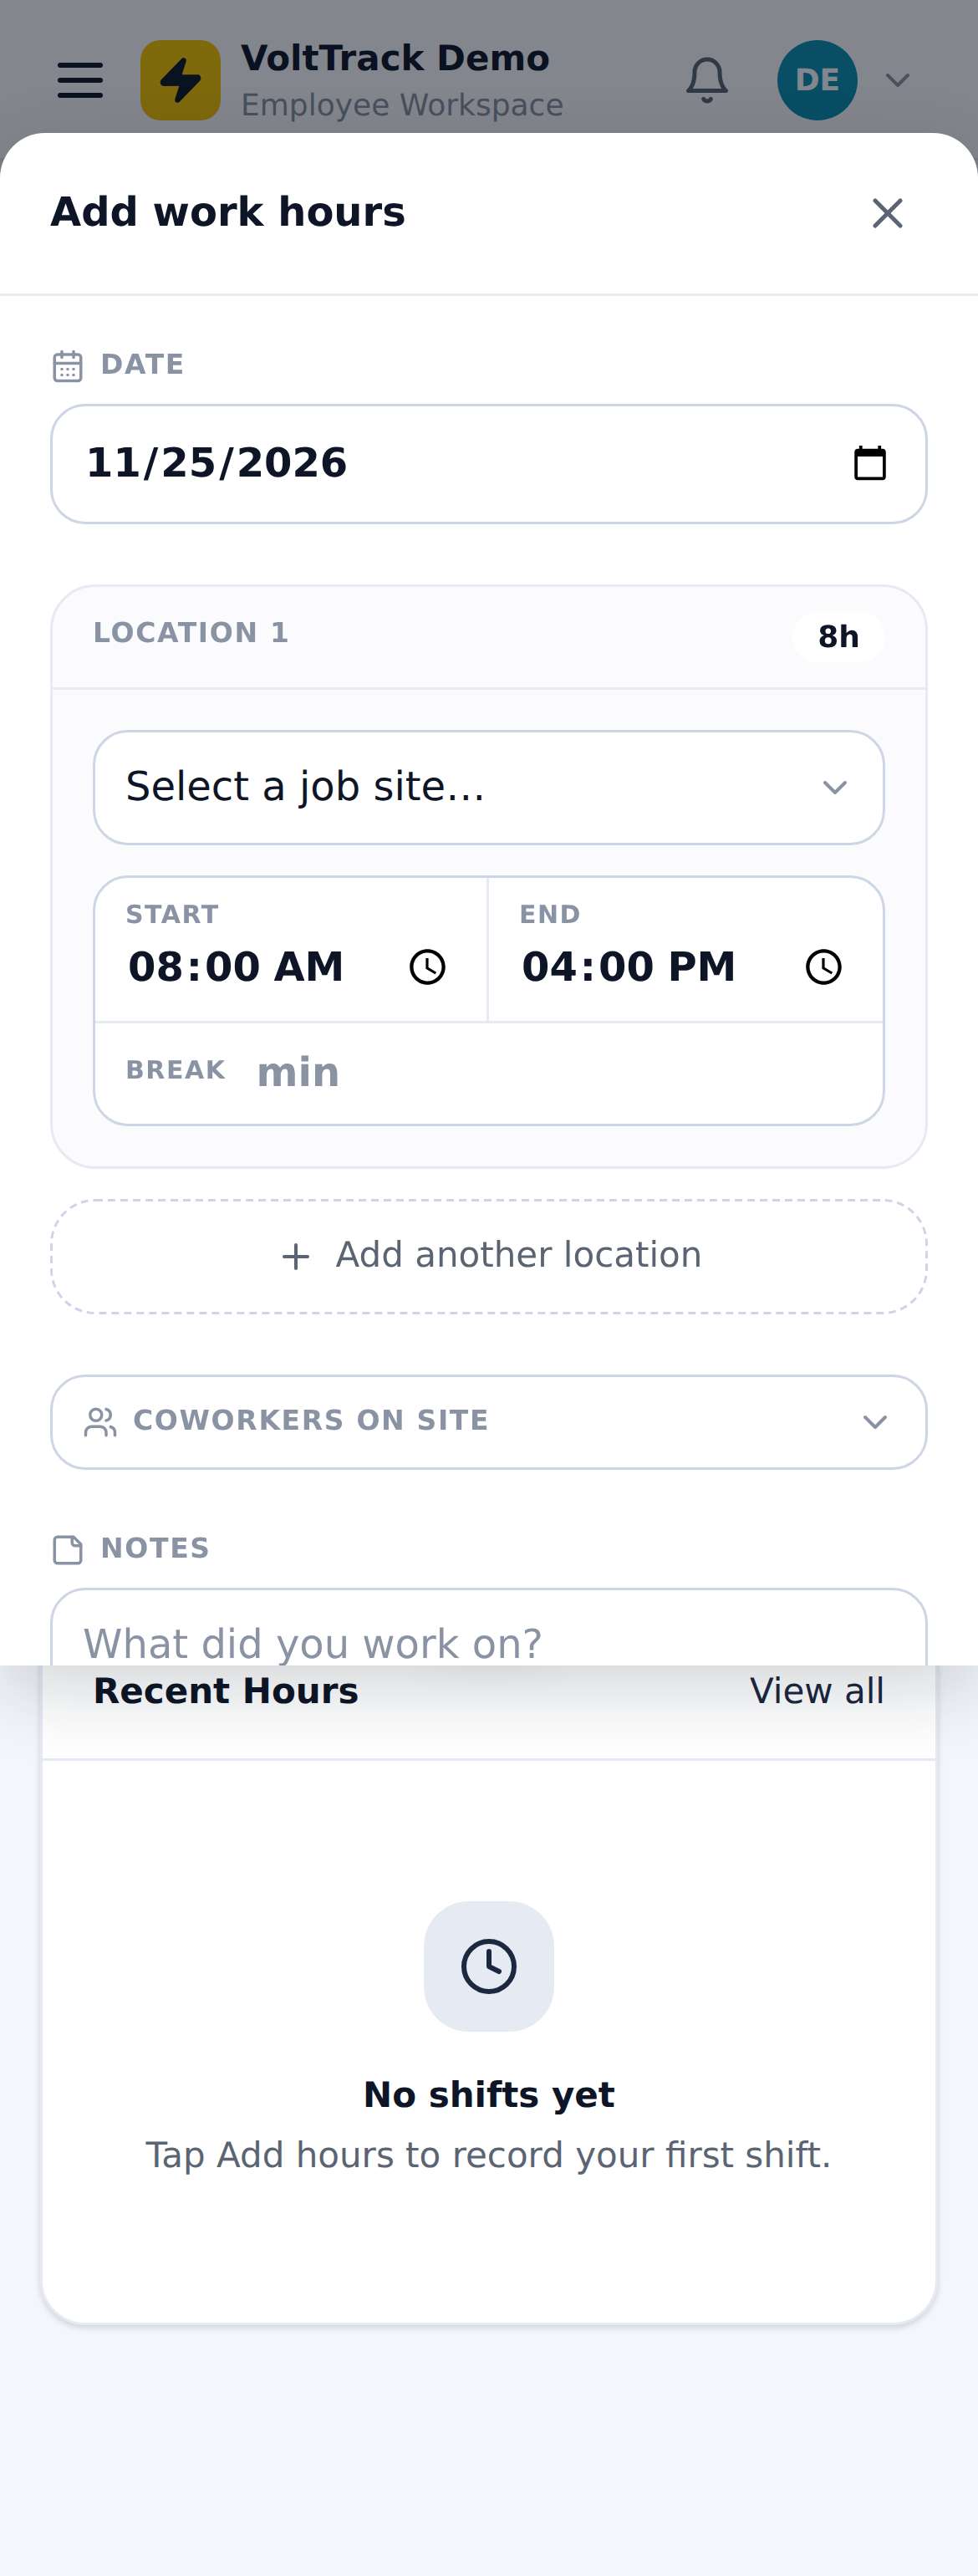 VoltTrack Demo
Employee Workspace
DE
Add work hours
DATE
11/25/2026
LOCATION 1
8h
Select a job site...
START
END
08:00 AM
04:00 PM
BREAK min
+ Add another location
COWORKERS ON SITE
NOTES
What did you work on?
Recent Hours
View all
No shifts yet
Tap Add hours to record your first shift.